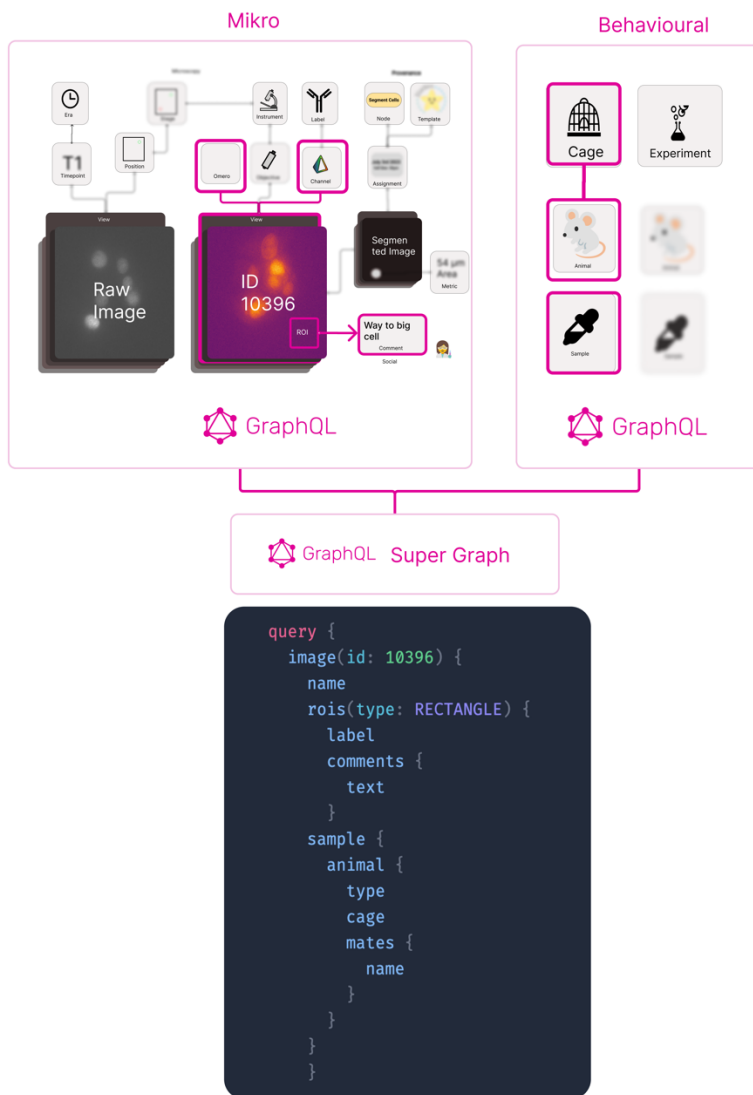 Mikro
Behavioural
Provenance
Era
Instrument
Label
Segment Cells
Node
Template
Cage
Experiment
T1
Timepoint
Position
Omero
Objective
Channel
Assignment
View
View
Raw
Image
ID
10396
ROI
Segmen
ted Image
54 µm
Area
Metric
Way to big
cell
Comment
Social
Animal
Sample
GraphQL
GraphQL
GraphQL Super Graph
query {
image(id: 10396) {
name
rois(type: RECTANGLE) {
label
comments {
text
}
sample {
animal {
type
cage
mates {
name
}
}
}
}